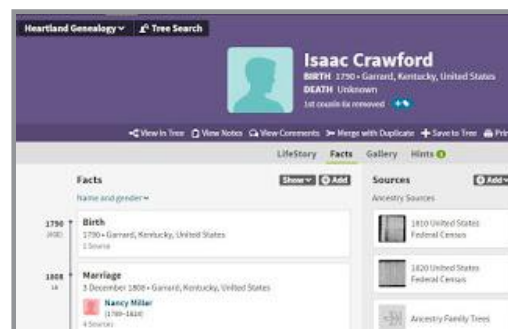 Heartland Genealogy Tree Search
Isaac Crawford
BIRTH 1790 • Garrard, Kentucky, United States
DEATH Unknown
1st cousin 6x removed
View in Tree View Notes View Comments Merge with Duplicate Save to Tree Prin
LifeStory Facts Gallery Hints
Facts Show Add Sources Add
Name and gender Ancestry Sources
1790 Birth
1790 • Garrard, Kentucky, United States
1 Source
1810 United States
Federal Census
1808 Marriage
18 3 December 1808 • Garrard, Kentucky, United States
Nancy Miller
4 Sources
1820 United States
Federal Census
Ancestry Family Trees